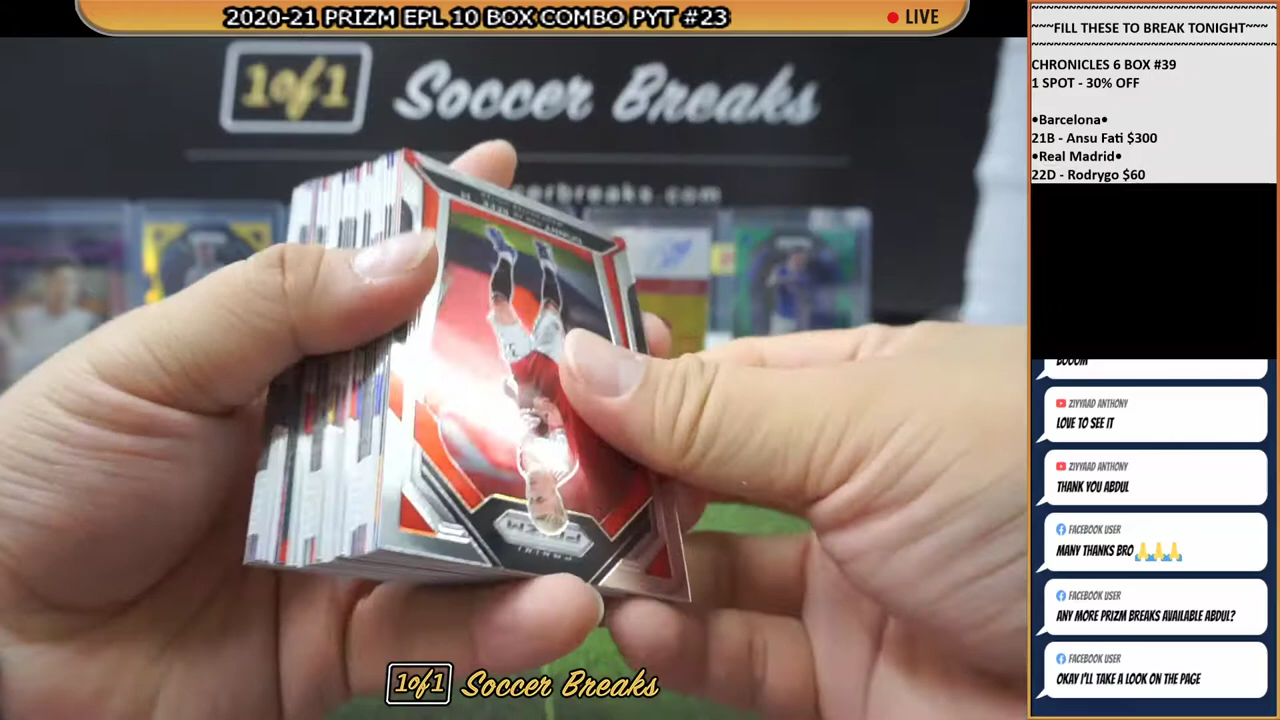 2020-21 PRIZM EPL 10 BOX COMBO PYT #23
LIVE
1of1 Soccer Breaks
PANINI
PRIZM
1of1 Soccer Breaks
~~~FILL THESE TO BREAK TONIGHT~~~
CHRONICLES 6 BOX #39
1 SPOT - 30% OFF
•Barcelona•
21B - Ansu Fati $300
•Real Madrid•
22D - Rodrygo $60
ZIYYAAD ANTHONY
LOVE TO SEE IT
ZIYYAAD ANTHONY
THANK YOU ABDUL
FACEBOOK USER
MANY THANKS BRO 🙏🙏🙏
FACEBOOK USER
ANY MORE PRIZM BREAKS AVAILABLE ABDUL?
FACEBOOK USER
OKAY I'LL TAKE A LOOK ON THE PAGE